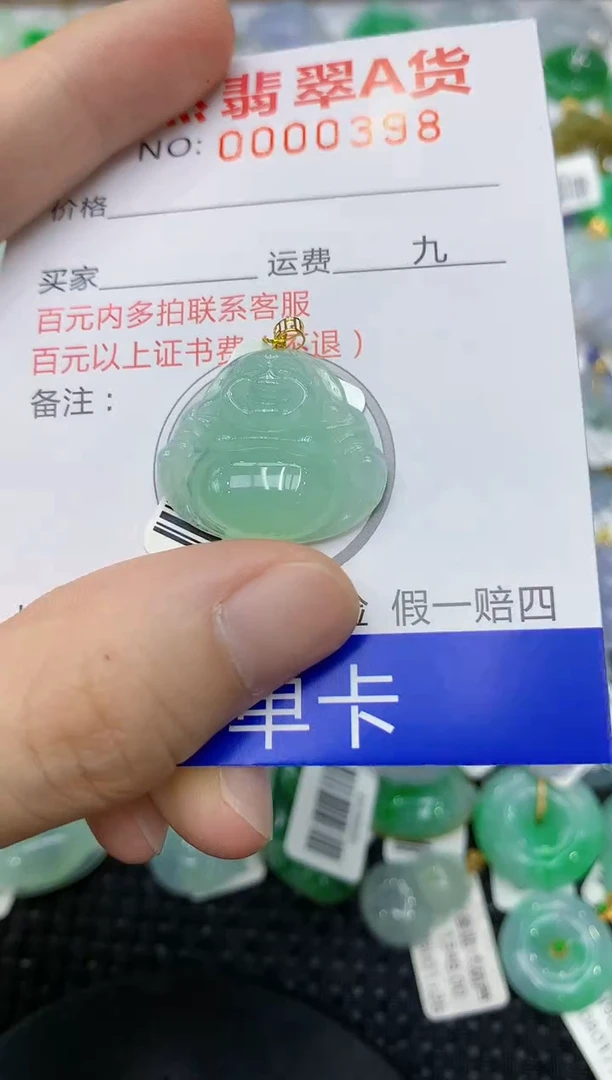 翡翠A货
NO: 0000398
价格
买家 运费 九
百元内多拍联系客服
百元以上证书费 退）
备注：
假一赔四
单卡